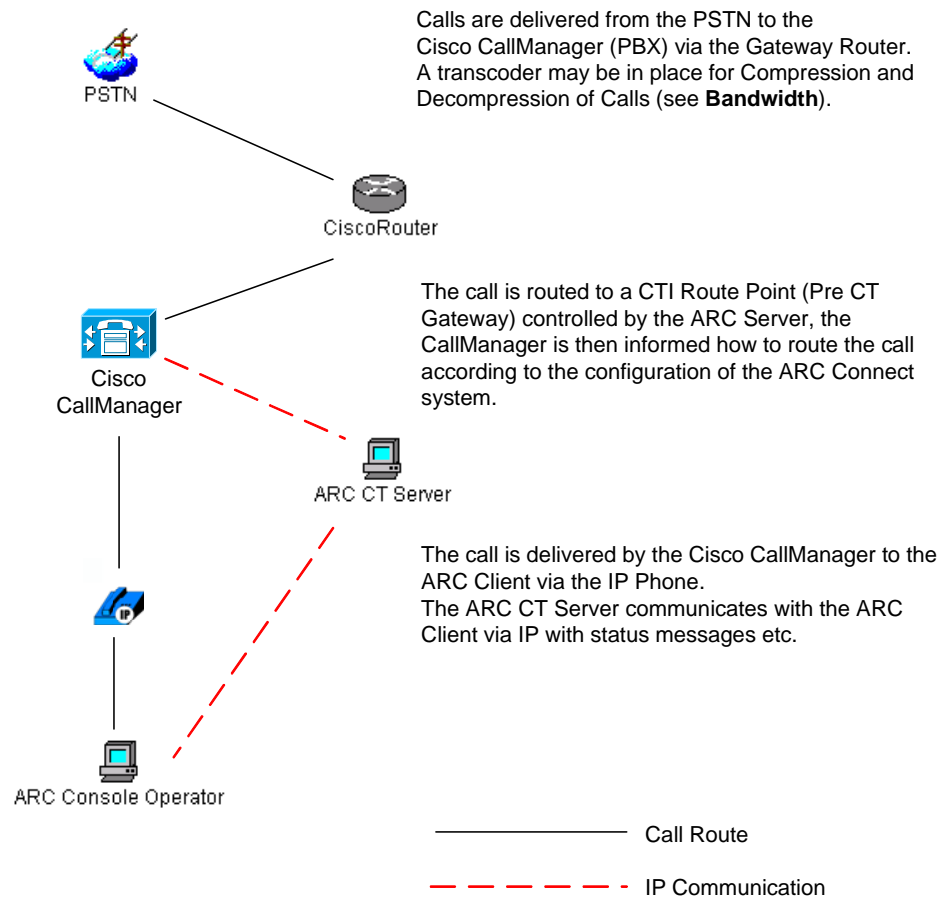 Calls are delivered from the PSTN to the
Cisco CallManager (PBX) via the Gateway Router.
A transcoder may be in place for Compression and
Decompression of Calls (see Bandwidth).
PSTN
CiscoRouter
The call is routed to a CTI Route Point (Pre CT
Gateway) controlled by the ARC Server, the
CallManager is then informed how to route the call
according to the configuration of the ARC Connect
system.
Cisco
CallManager
ARC CT Server
The call is delivered by the Cisco CallManager to the
ARC Client via the IP Phone.
The ARC CT Server communicates with the ARC
Client via IP with status messages etc.
IP
ARC Console Operator
Call Route
IP Communication